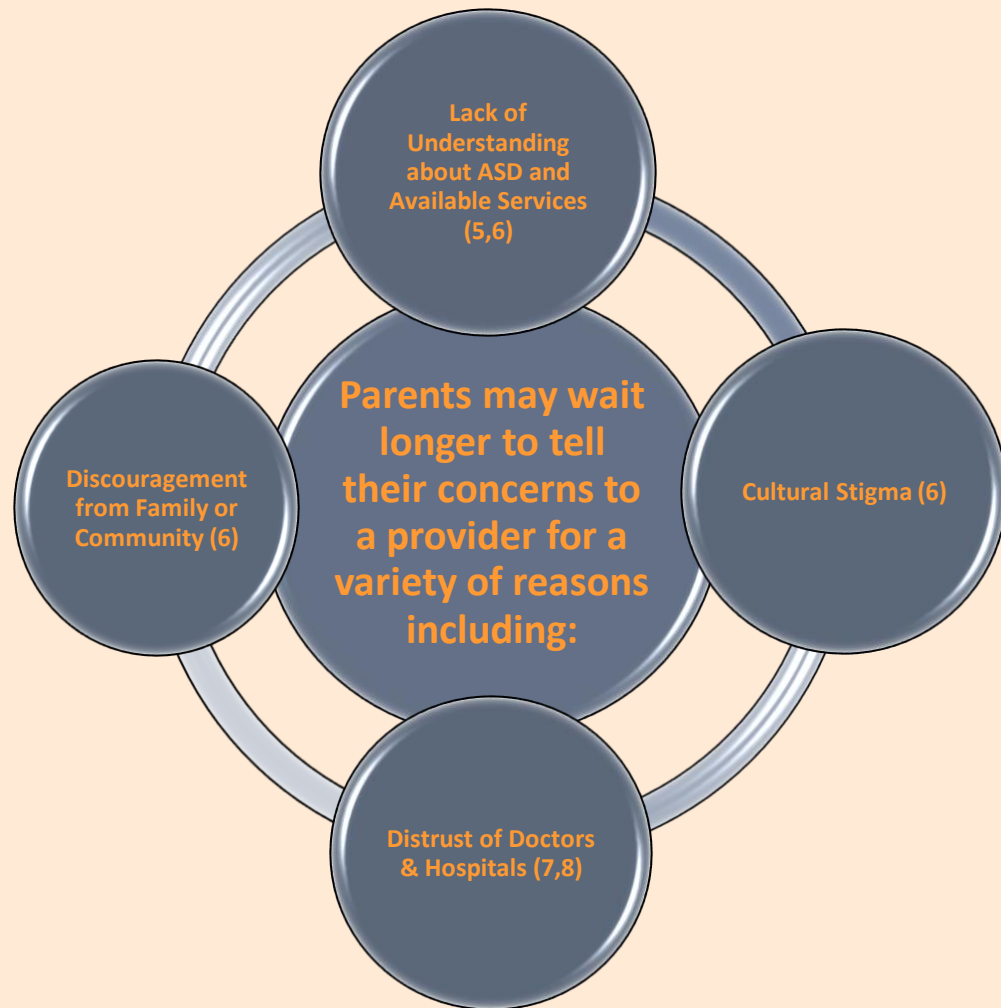 Lack of
Understanding
about ASD and
Available Services
(5,6)
Parents may wait
longer to tell
their concerns to
a provider for a
variety of reasons
including:
Discouragement
from Family or
Community (6)
Cultural Stigma (6)
Distrust of Doctors
& Hospitals (7,8)